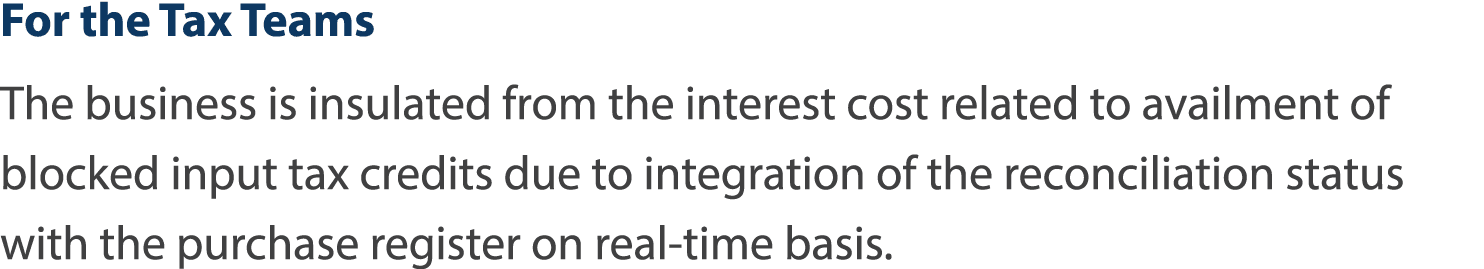 For the Tax Teams
The business is insulated from the interest cost related to availment of
blocked input tax credits due to integration of the reconciliation status
with the purchase register on real-time basis.